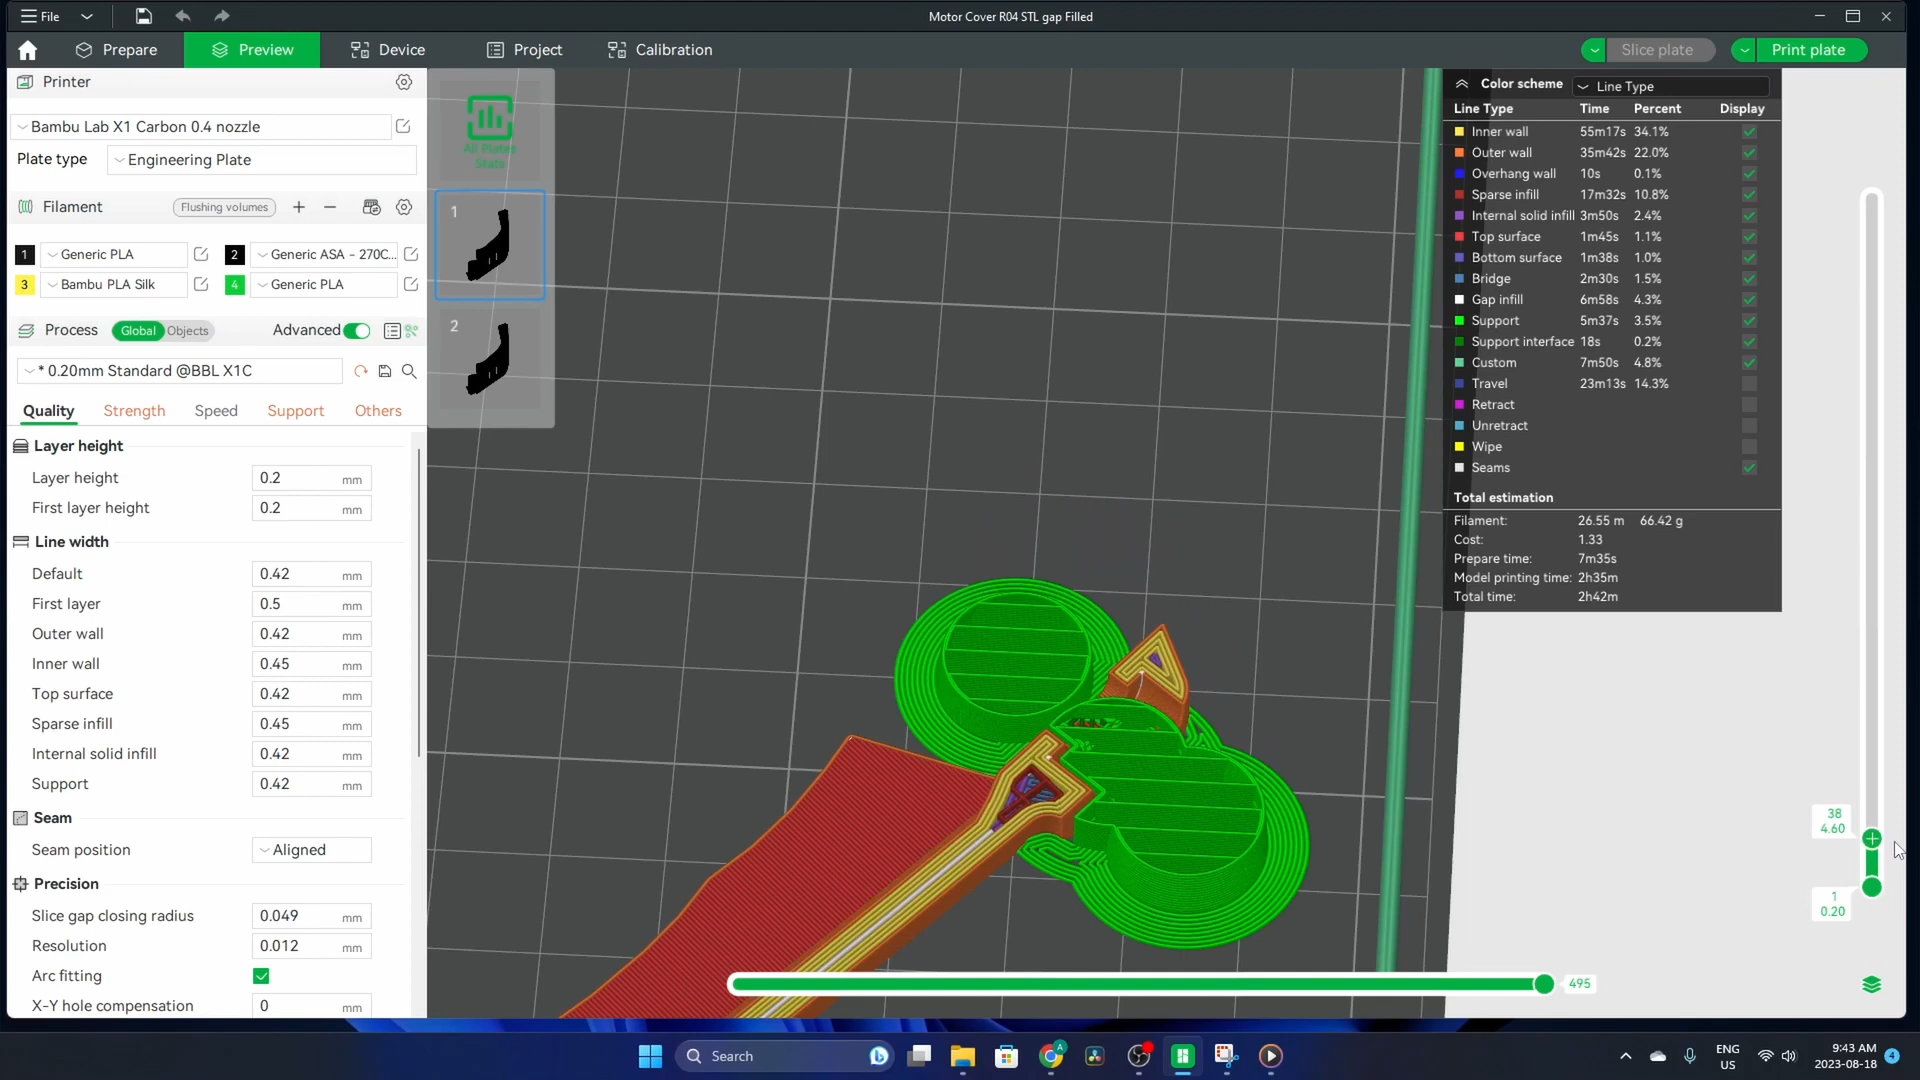 File
Motor Cover R04 STL gap Filled
Prepare
Preview
Device
Project
Calibration
Slice plate
Print plate
Printer
Bambu Lab X1 Carbon 0.4 nozzle
Plate type
Engineering Plate
Filament
Flushing volumes
1 Generic PLA
2 Generic ASA - 270C...
3 Bambu PLA Silk
4 Generic PLA
Process
Global
Objects
Advanced
* 0.20mm Standard @BBL X1C
Quality
Strength
Speed
Support
Others
Layer height
Layer height 0.2 mm
First layer height 0.2 mm
Line width
Default 0.42 mm
First layer 0.5 mm
Outer wall 0.42 mm
Inner wall 0.45 mm
Top surface 0.42 mm
Sparse infill 0.45 mm
Internal solid infill 0.42 mm
Support 0.42 mm
Seam
Seam position Aligned
Precision
Slice gap closing radius 0.049 mm
Resolution 0.012 mm
Arc fitting
X-Y hole compensation 0 mm
All Plates
Stats
1
2
Color scheme Line Type
Line Type Time Percent Display
Inner wall 55m17s 34.1%
Outer wall 35m42s 22.0%
Overhang wall 10s 0.1%
Sparse infill 17m32s 10.8%
Internal solid infill 3m50s 2.4%
Top surface 1m45s 1.1%
Bottom surface 1m38s 1.0%
Bridge 2m30s 1.5%
Gap infill 6m58s 4.3%
Support 5m37s 3.5%
Support interface 18s 0.2%
Custom 7m50s 4.8%
Travel 23m13s 14.3%
Retract
Unretract
Wipe
Seams
Total estimation
Filament: 26.55 m 66.42 g
Cost: 1.33
Prepare time: 7m35s
Model printing time: 2h35m
Total time: 2h42m
38
4.60
1
0.20
495
Search
ENG
US
9:43 AM
2023-08-18
4